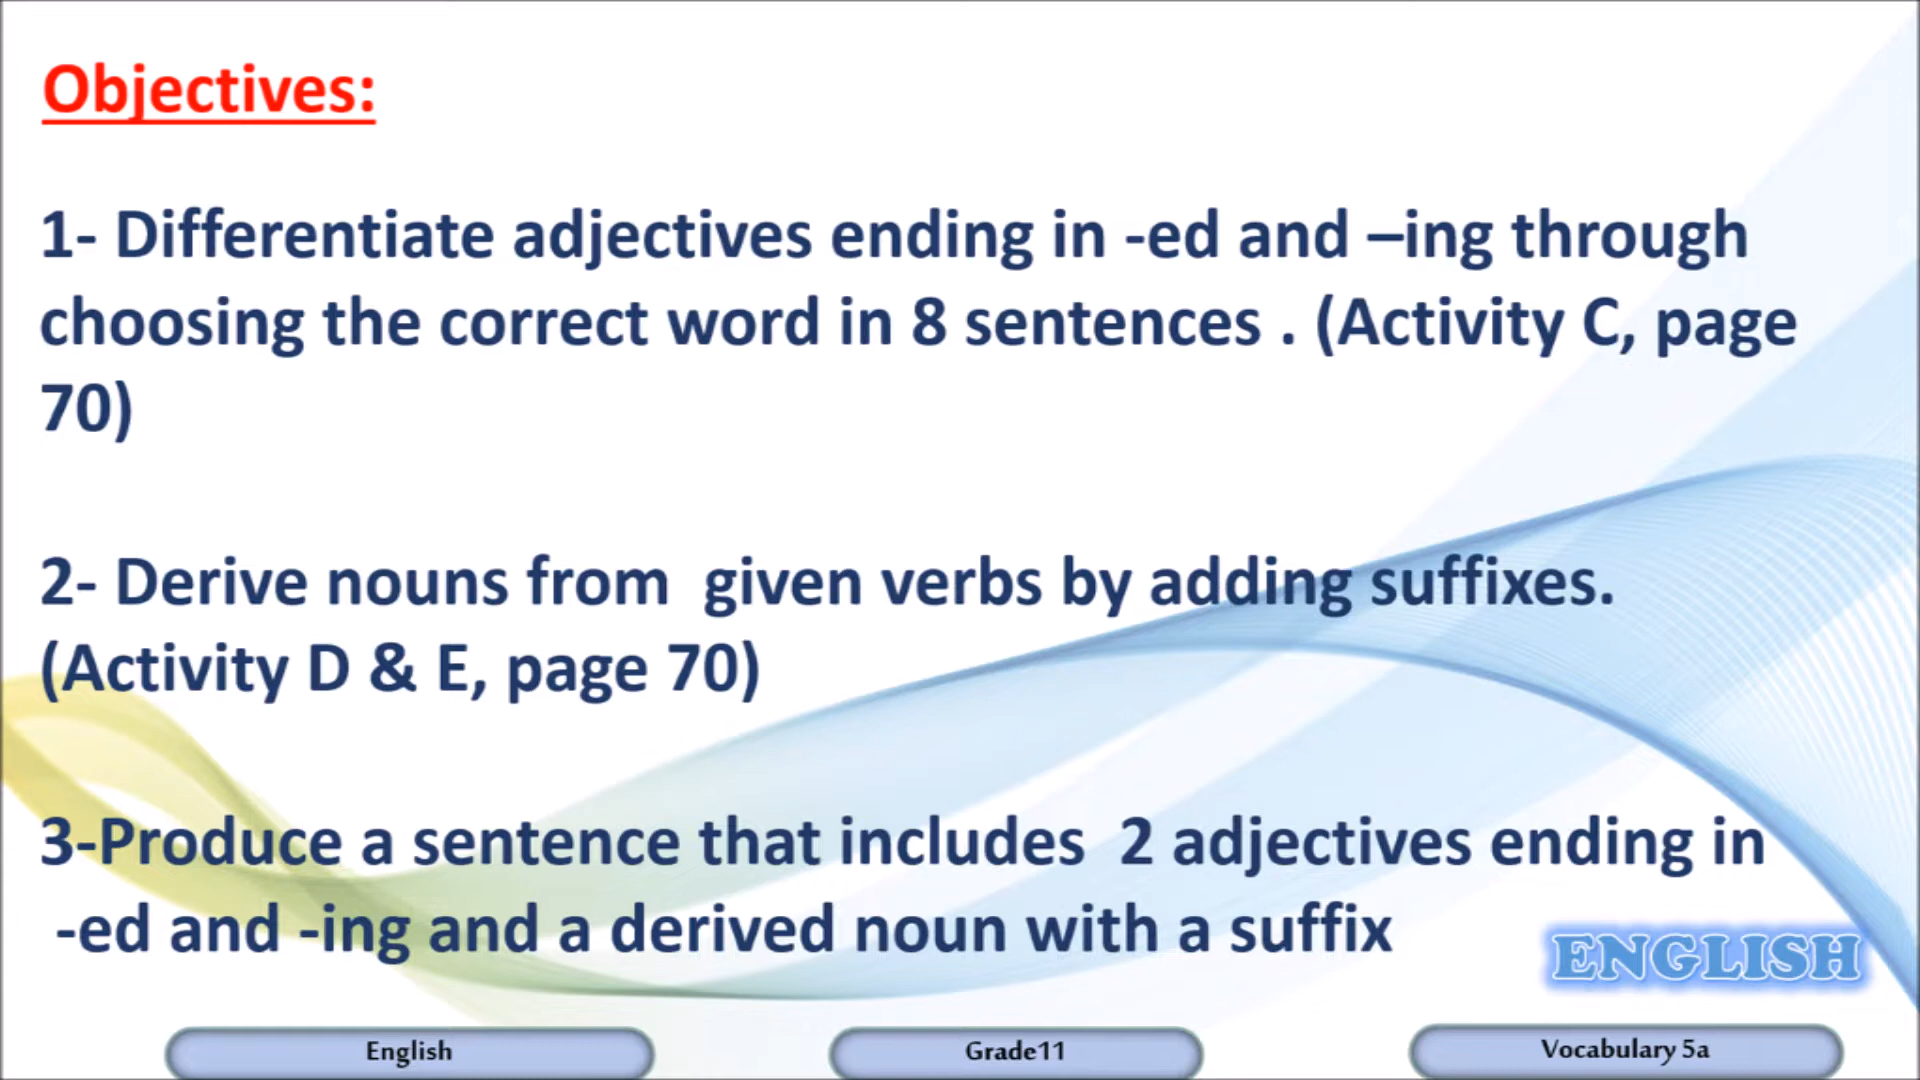 Objectives:
1- Differentiate adjectives ending in -ed and –ing through
choosing the correct word in 8 sentences . (Activity C, page
70)
2- Derive nouns from  given verbs by adding suffixes.
(Activity D & E, page 70)
3-Produce a sentence that includes  2 adjectives ending in
-ed and -ing and a derived noun with a suffix
ENGLISH
English
Grade11
Vocabulary 5a